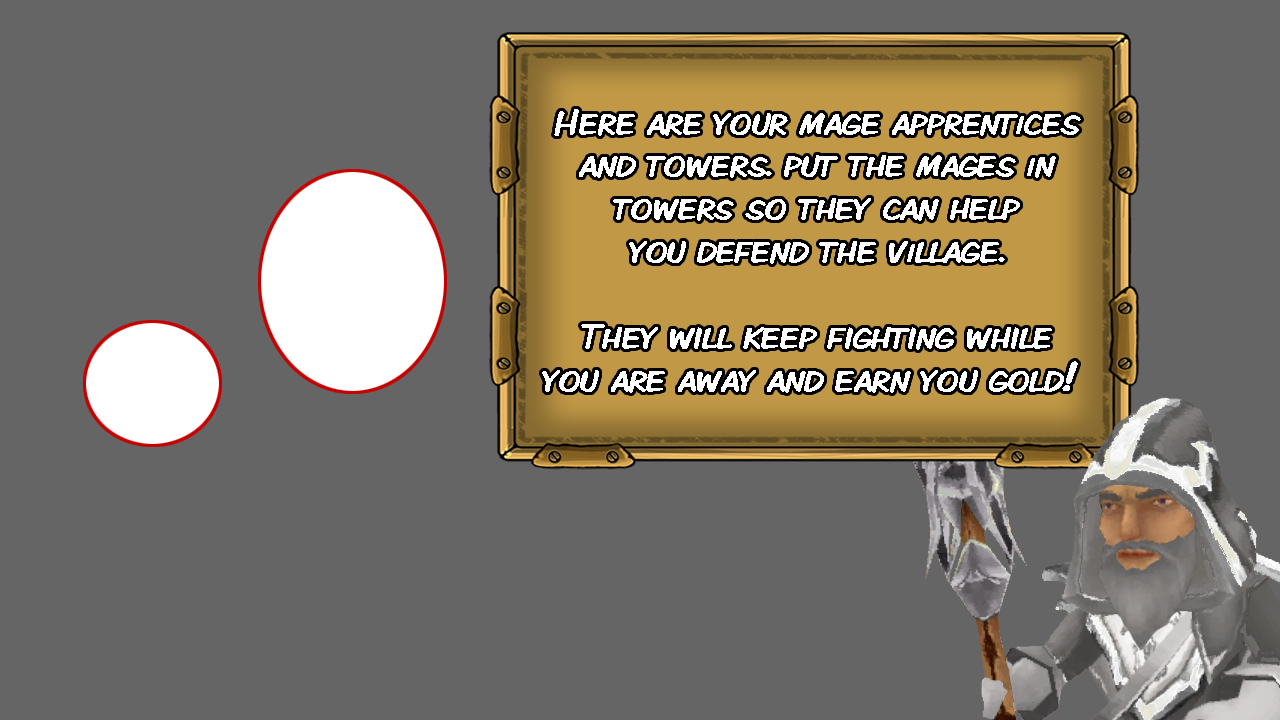 Here are your mage apprentices
and towers. Put the mages in
towers so they can help
you defend the village.
They will keep fighting while
you are away and earn you gold!